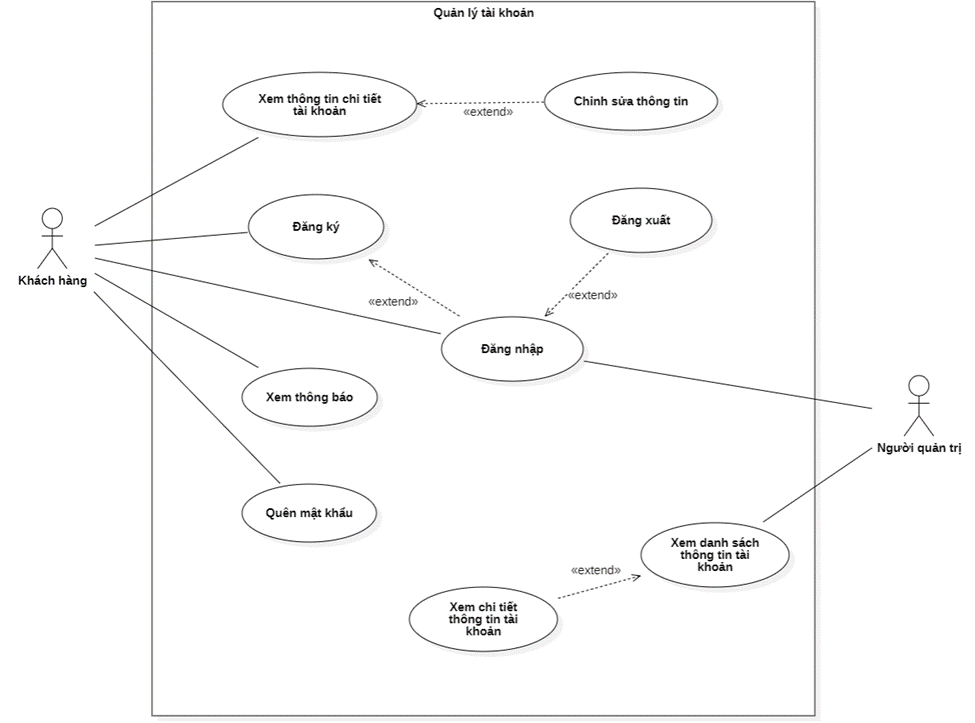 Quản lý tài khoản
Xem thông tin chi tiết
tài khoản
«extend»
Chỉnh sửa thông tin
Đăng ký
Đăng xuất
Khách hàng
«extend»
«extend»
Đăng nhập
Xem thông báo
Người quản trị
Quên mật khẩu
Xem danh sách
thông tin tài
khoản
«extend»
Xem chi tiết
thông tin tài
khoản